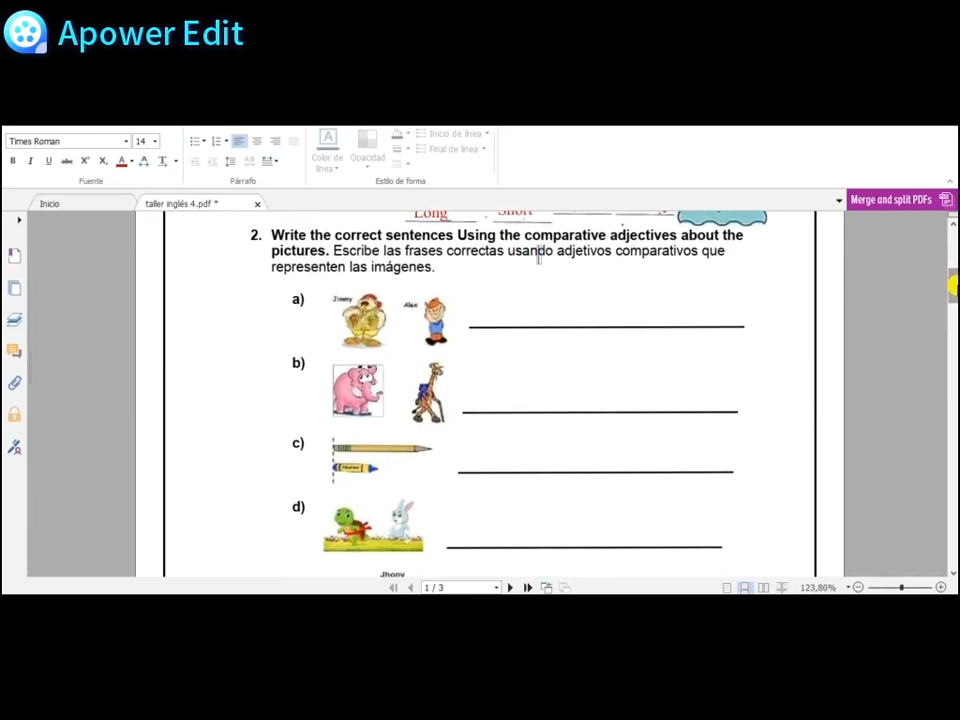 Apower Edit
Times Roman 14
Inicio de línea
Final de línea
Color de línea
Opacidad
Fuente Párrafo Estilo de forma
Inicio taller inglés 4.pdf *
Merge and split PDFs
Long Short
2. Write the correct sentences Using the comparative adjectives about the
pictures. Escribe las frases correctas usando adjetivos comparativos que
representen las imágenes.
a) Jimmy Alex
b)
c)
d)
Jhony
1 / 3
123,80%